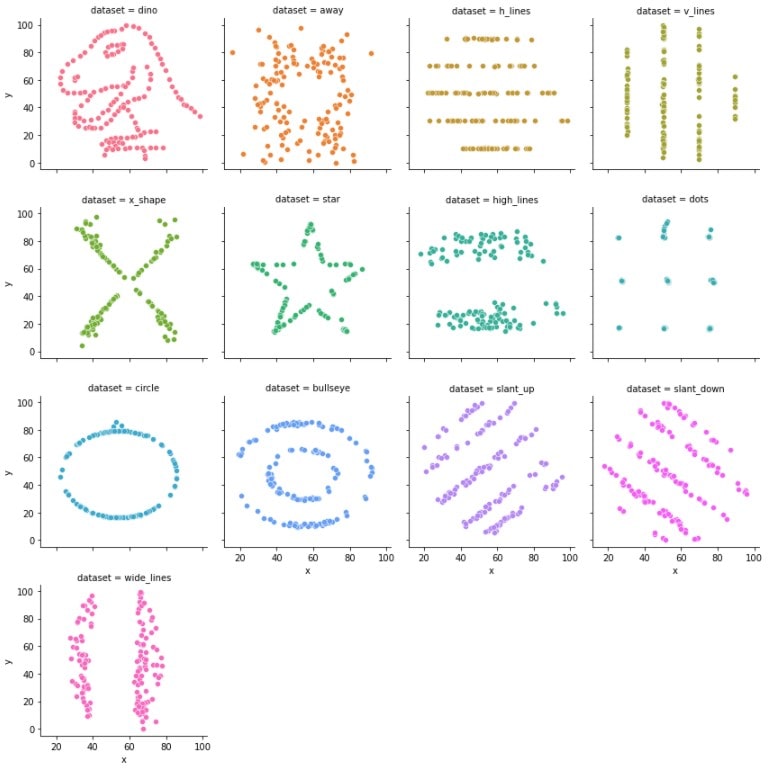 dataset = dino
dataset = away
dataset = h_lines
dataset = v_lines
100
80
60
40
20
0
y
dataset = x_shape
dataset = star
dataset = high_lines
dataset = dots
100
80
60
40
20
0
y
dataset = circle
dataset = bullseye
dataset = slant_up
dataset = slant_down
100
80
60
40
20
0
y
20 40 60 80 100
20 40 60 80 100
20 40 60 80 100
x
x
x
dataset = wide_lines
100
80
60
40
20
0
y
20 40 60 80 100
x